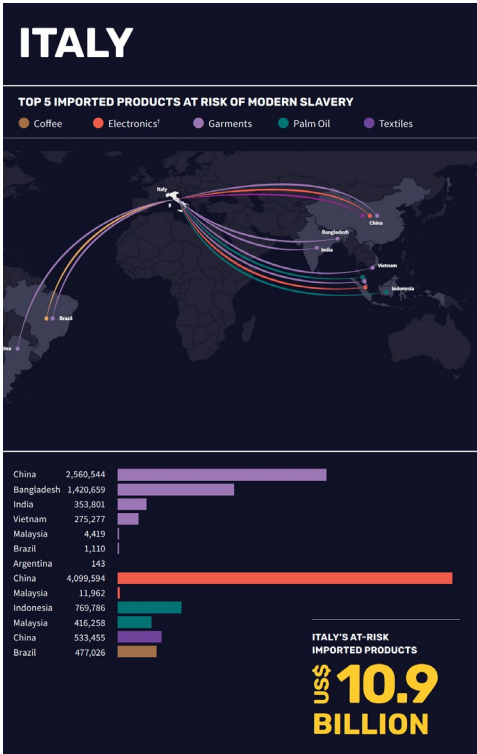 ITALY
TOP 5 IMPORTED PRODUCTS AT RISK OF MODERN SLAVERY
Coffee Electronics† Garments Palm Oil Textiles
Italy
China
Bangladesh
India
Vietnam
Indonesia
Brazil
ina
China 2,560,544
Bangladesh 1,420,659
India 353,801
Vietnam 275,277
Malaysia 4,419
Brazil 1,110
Argentina 143
China 4,099,594
Malaysia 11,962
Indonesia 769,786
Malaysia 416,258
China 533,455
Brazil 477,026
ITALY'S AT-RISK
IMPORTED PRODUCTS
US$ 10.9
BILLION